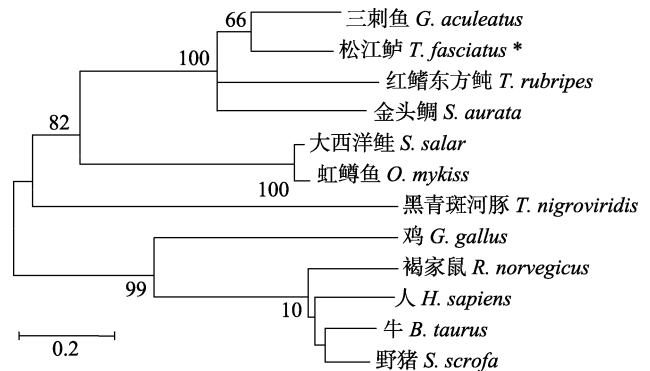 66
三刺鱼 G. aculeatus
松江鲈 T. fasciatus *
100
红鳍东方鲀 T. rubripes
金头鲷 S. aurata
82
大西洋鲑 S. salar
虹鳟鱼 O. mykiss
100
黑青斑河豚 T. nigroviridis
鸡 G. gallus
褐家鼠 R. norvegicus
99
10
人 H. sapiens
牛 B. taurus
野猪 S. scrofa
0.2